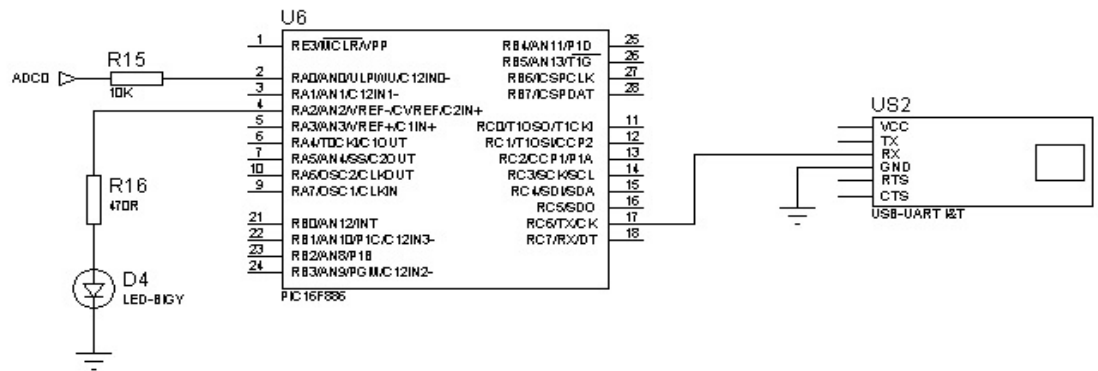 U6
1 RE3/MCLR/VPP
RB4/AN11/P1D 25
RB5/AN13/T1G 26
R15
ADC0
10K
2 RA0/AN0/ULPWU/C12IN0-
RB6/ICSPCLK 27
3 RA1/AN1/C12IN1-
RB7/ICSPDAT 28
4 RA2/AN2/VREF-/CVREF/C2IN+
5 RA3/AN3/VREF+/C1IN+
RC0/T1OSO/T1CKI 11
6 RA4/T0CKI/C1OUT
RC1/T1OSI/CCP2 12
7 RA5/AN4/SS/C2OUT
RC2/CCP1/P1A 13
10 RA6/OSC2/CLKOUT
RC3/SCK/SCL 14
9 RA7/OSC1/CLKIN
RC4/SDI/SDA 15
RC5/SDO 16
21 RB0/AN12/INT
RC6/TX/CK 17
22 RB1/AN10/P1C/C12IN3-
RC7/RX/DT 18
23 RB2/AN8/P1B
24 RB3/AN9/PGM/C12IN2-
PIC16F886
R16
470R
D4
LED-BIGY
US2
VCC
TX
RX
GND
RTS
CTS
USB-UART I&T